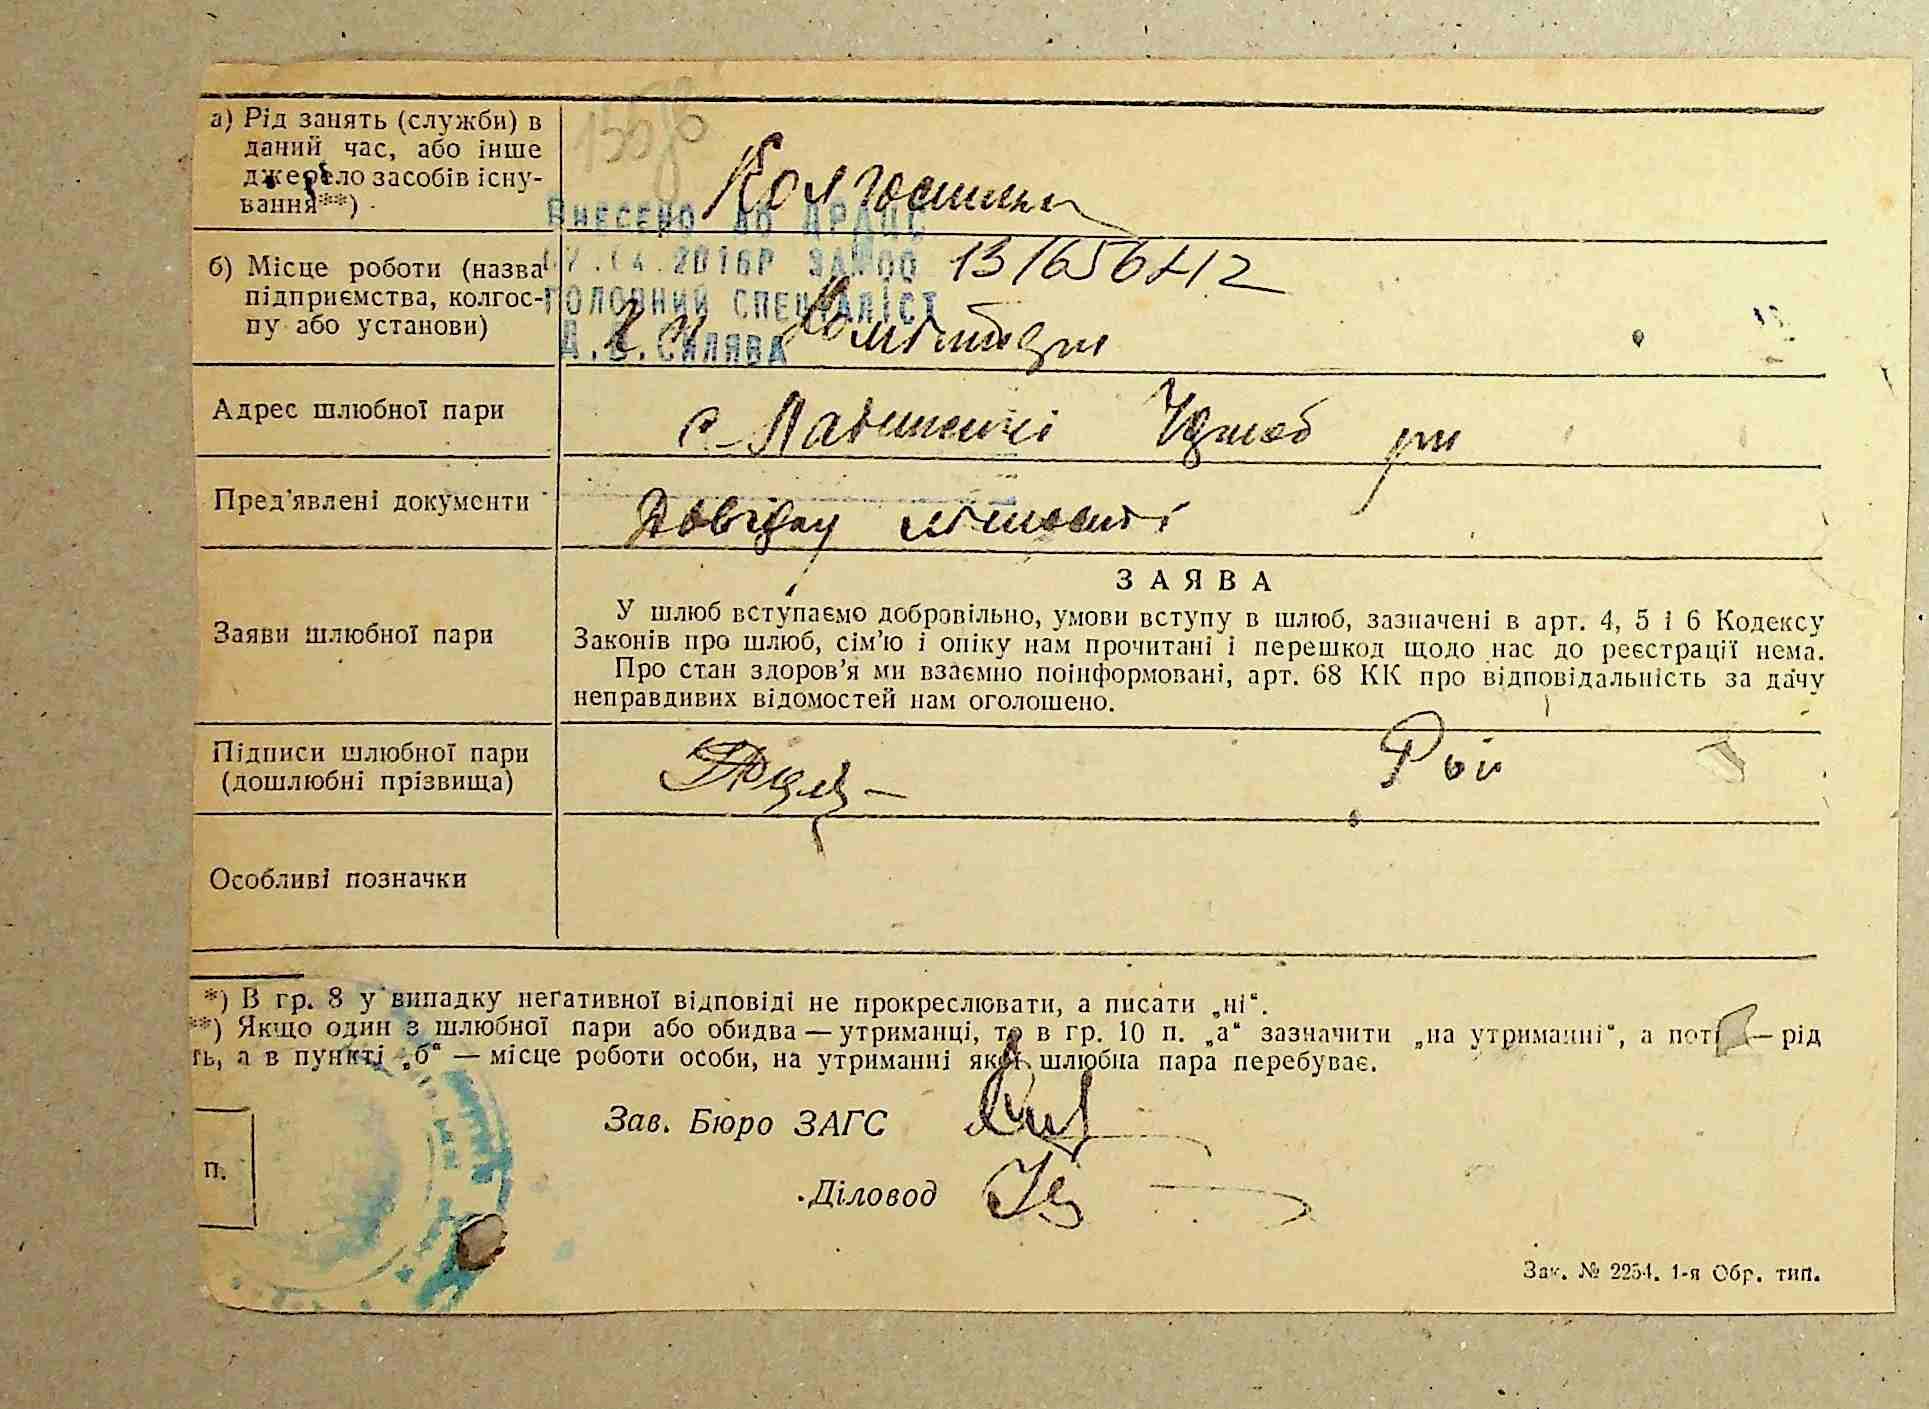 а) Рід занять (служби) в
даний час, або інше
джерело засобів існу-
вання**)
Колгоспник
ВНЕСЕНО ДО ДРАЦС
.04.2016Р ЗА №00 131656412
б) Місце роботи (назва
підприємства, колгос-
пу або установи)
ГОЛОВНИЙ СПЕЦІАЛІСТ
СИЛЯВА
Адрес шлюбної пари
с.
Пред'явлені документи
Довідку
Заяви шлюбної пари
ЗАЯВА
У шлюб вступаємо добровільно, умови вступу в шлюб, зазначені в арт. 4, 5 і 6 Кодексу
Законів про шлюб, сім'ю і опіку нам прочитані і перешкод щодо нас до реєстрації нема.
Про стан здоров'я ми взаємно поінформовані, арт. 68 КК про відповідальність за дачу
неправдивих відомостей нам оголошено.
Підписи шлюбної пари
(дошлюбні прізвища)
Рой
Особливі позначки
*) В гр. 8 у випадку негативної відповіді не прокреслювати, а писати „ні“.
**) Якщо один з шлюбної пари або обидва — утриманці, то в гр. 10 п. „а“ зазначити „на утриманні“, а — рід
ть, а в пункті „б“ — місце роботи особи, на утриманні якої шлюбна пара перебуває.
Зав. Бюро ЗАГС
п.
Діловод
Зак. № 2254. 1-я Обр. тип.